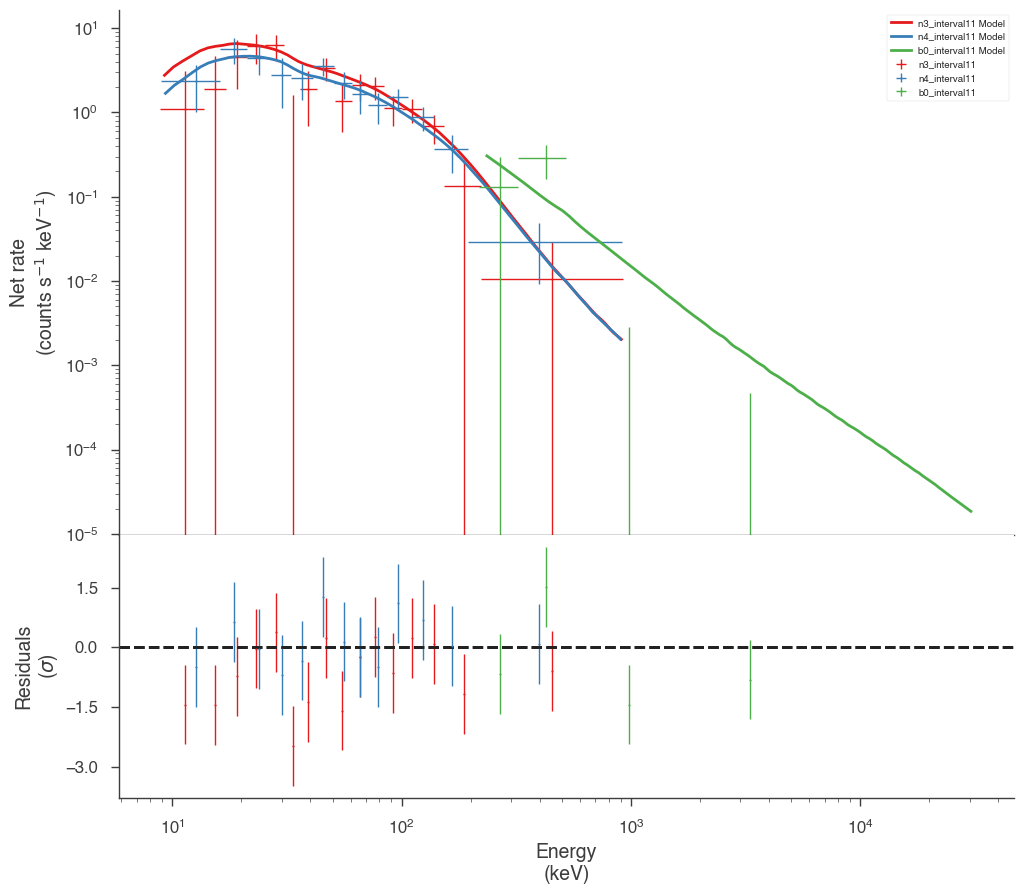 n3_interval11 Model
n4_interval11 Model
b0_interval11 Model
n3_interval11
n4_interval11
b0_interval11
10¹
10⁰
10⁻¹
10⁻²
10⁻³
10⁻⁴
10⁻⁵
Net rate
(counts s⁻¹ keV⁻¹)
1.5
0.0
−1.5
−3.0
Residuals
(σ)
10¹ 10² 10³ 10⁴
Energy
(keV)